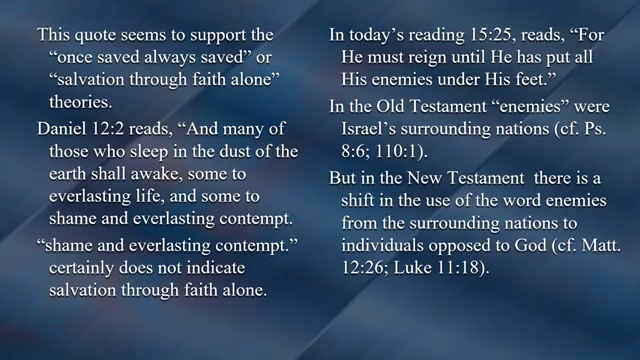 This quote seems to support the
“once saved always saved” or
“salvation through faith alone”
theories.
Daniel 12:2 reads, “And many of
those who sleep in the dust of the
earth shall awake, some to
everlasting life, and some to
shame and everlasting contempt.
“shame and everlasting contempt.”
certainly does not indicate
salvation through faith alone.
In today’s reading 15:25, reads, “For
He must reign until He has put all
His enemies under His feet.”
In the Old Testament “enemies” were
Israel’s surrounding nations (cf. Ps.
8:6; 110:1).
But in the New Testament there is a
shift in the use of the word enemies
from the surrounding nations to
individuals opposed to God (cf. Matt.
12:26; Luke 11:18).